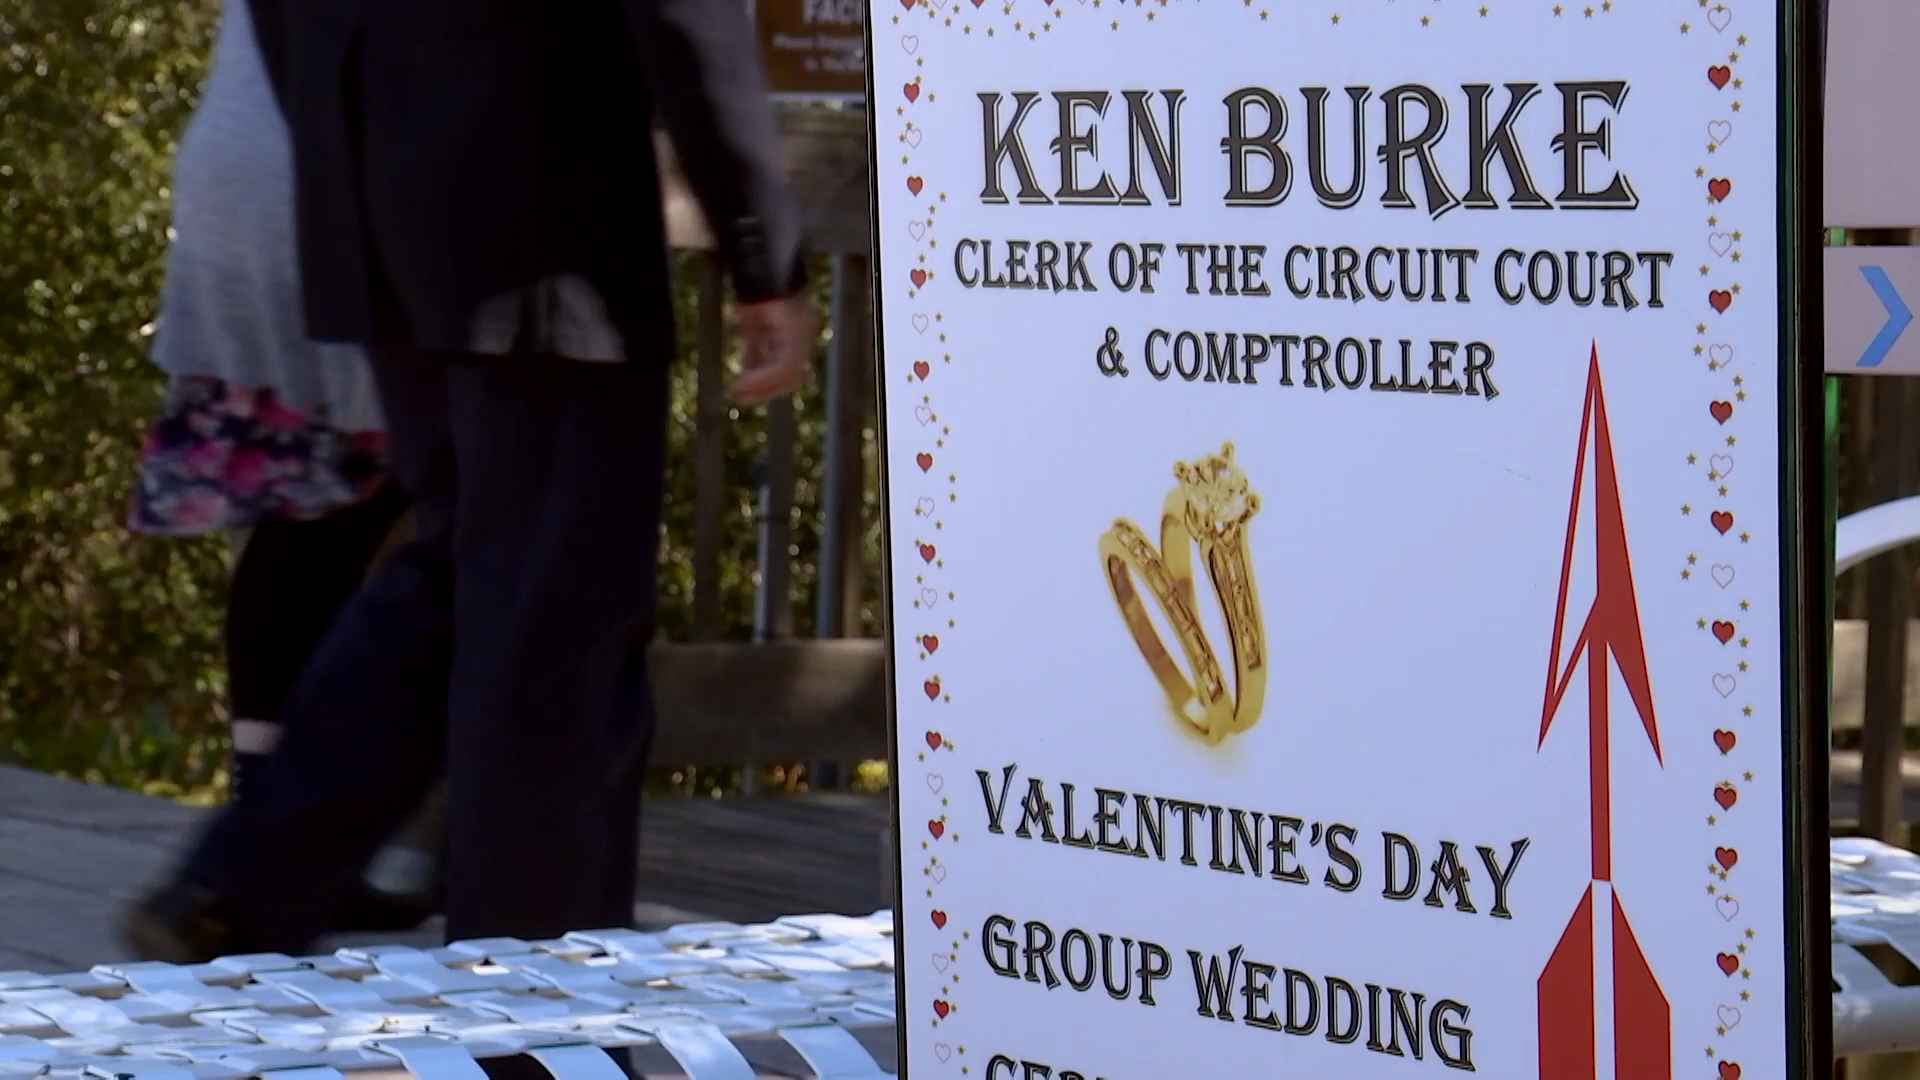 KEN BURKE
CLERK OF THE CIRCUIT COURT
& COMPTROLLER
VALENTINE'S DAY
GROUP WEDDING